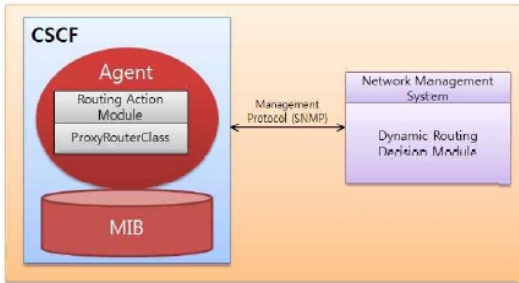 CSCF
Agent
Routing Action
Module
ProxyRouterClass
MIB
Management
Protocol (SNMP)
Network Management
System
Dynamic Routing
Decision Module